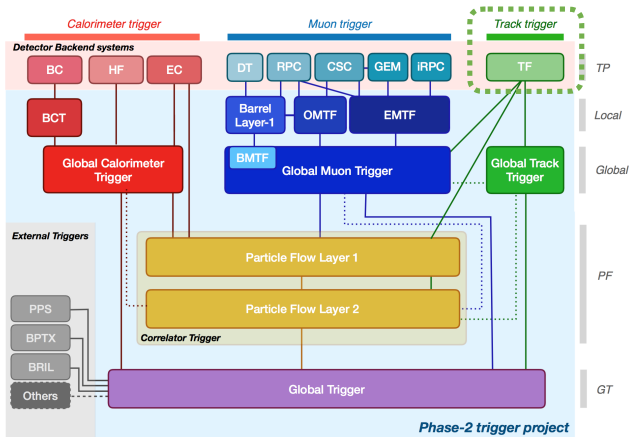 Calorimeter trigger
Muon trigger
Track trigger
Detector Backend systems
BC
HF
EC
DT
RPC
CSC
GEM
iRPC
TF
TP
BCT
Barrel
Layer-1
OMTF
EMTF
Local
Global Calorimeter
Trigger
BMTF
Global Muon Trigger
Global Track
Trigger
Global
External Triggers
Particle Flow Layer 1
Particle Flow Layer 2
Correlator Trigger
PF
PPS
BPTX
BRIL
Others
Global Trigger
GT
Phase-2 trigger project